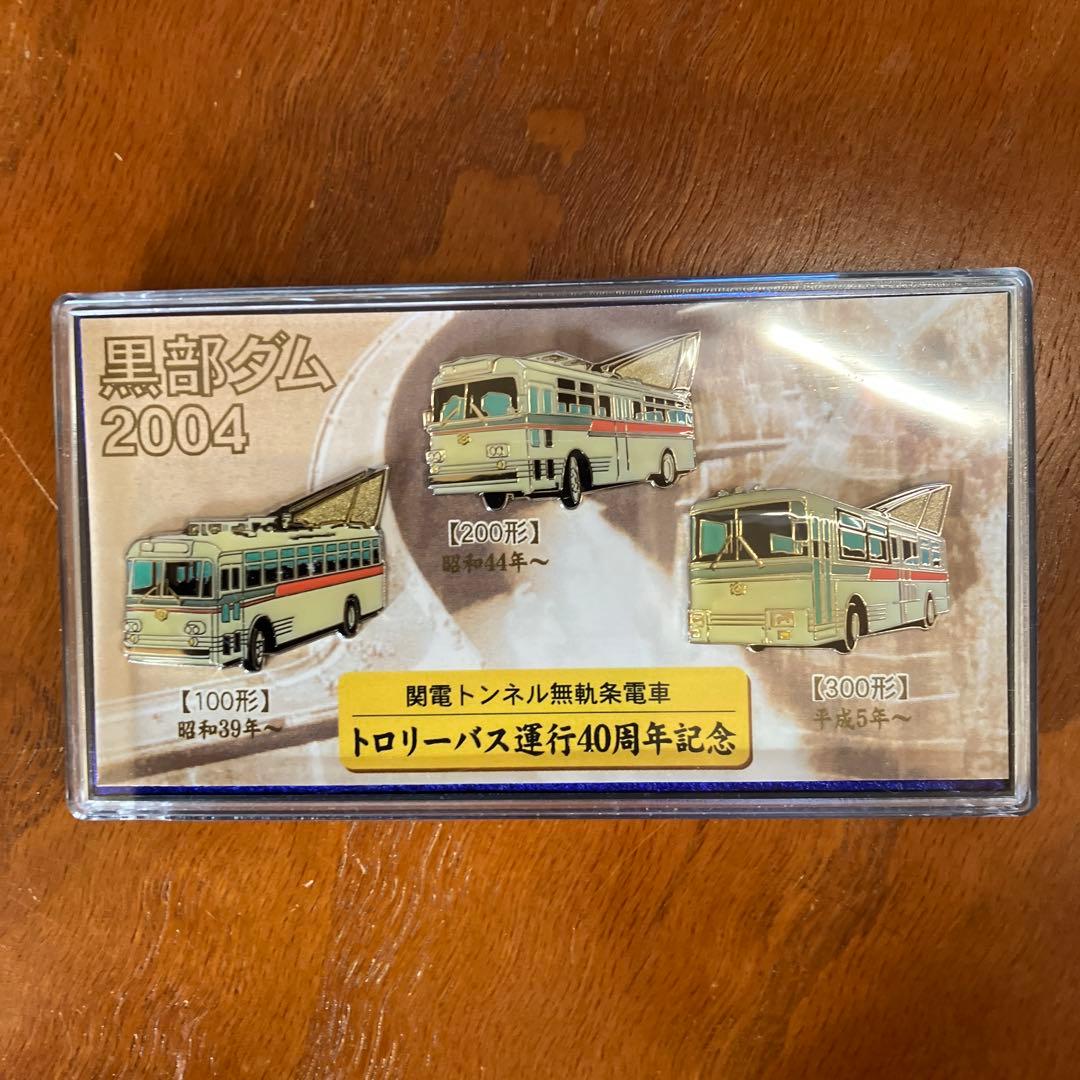 黒部ダム
2004
【200形】
昭和44年～
【100形】
昭和39年～
【300形】
平成5年～
関電トンネル無軌条電車
トロリーバス運行40周年記念